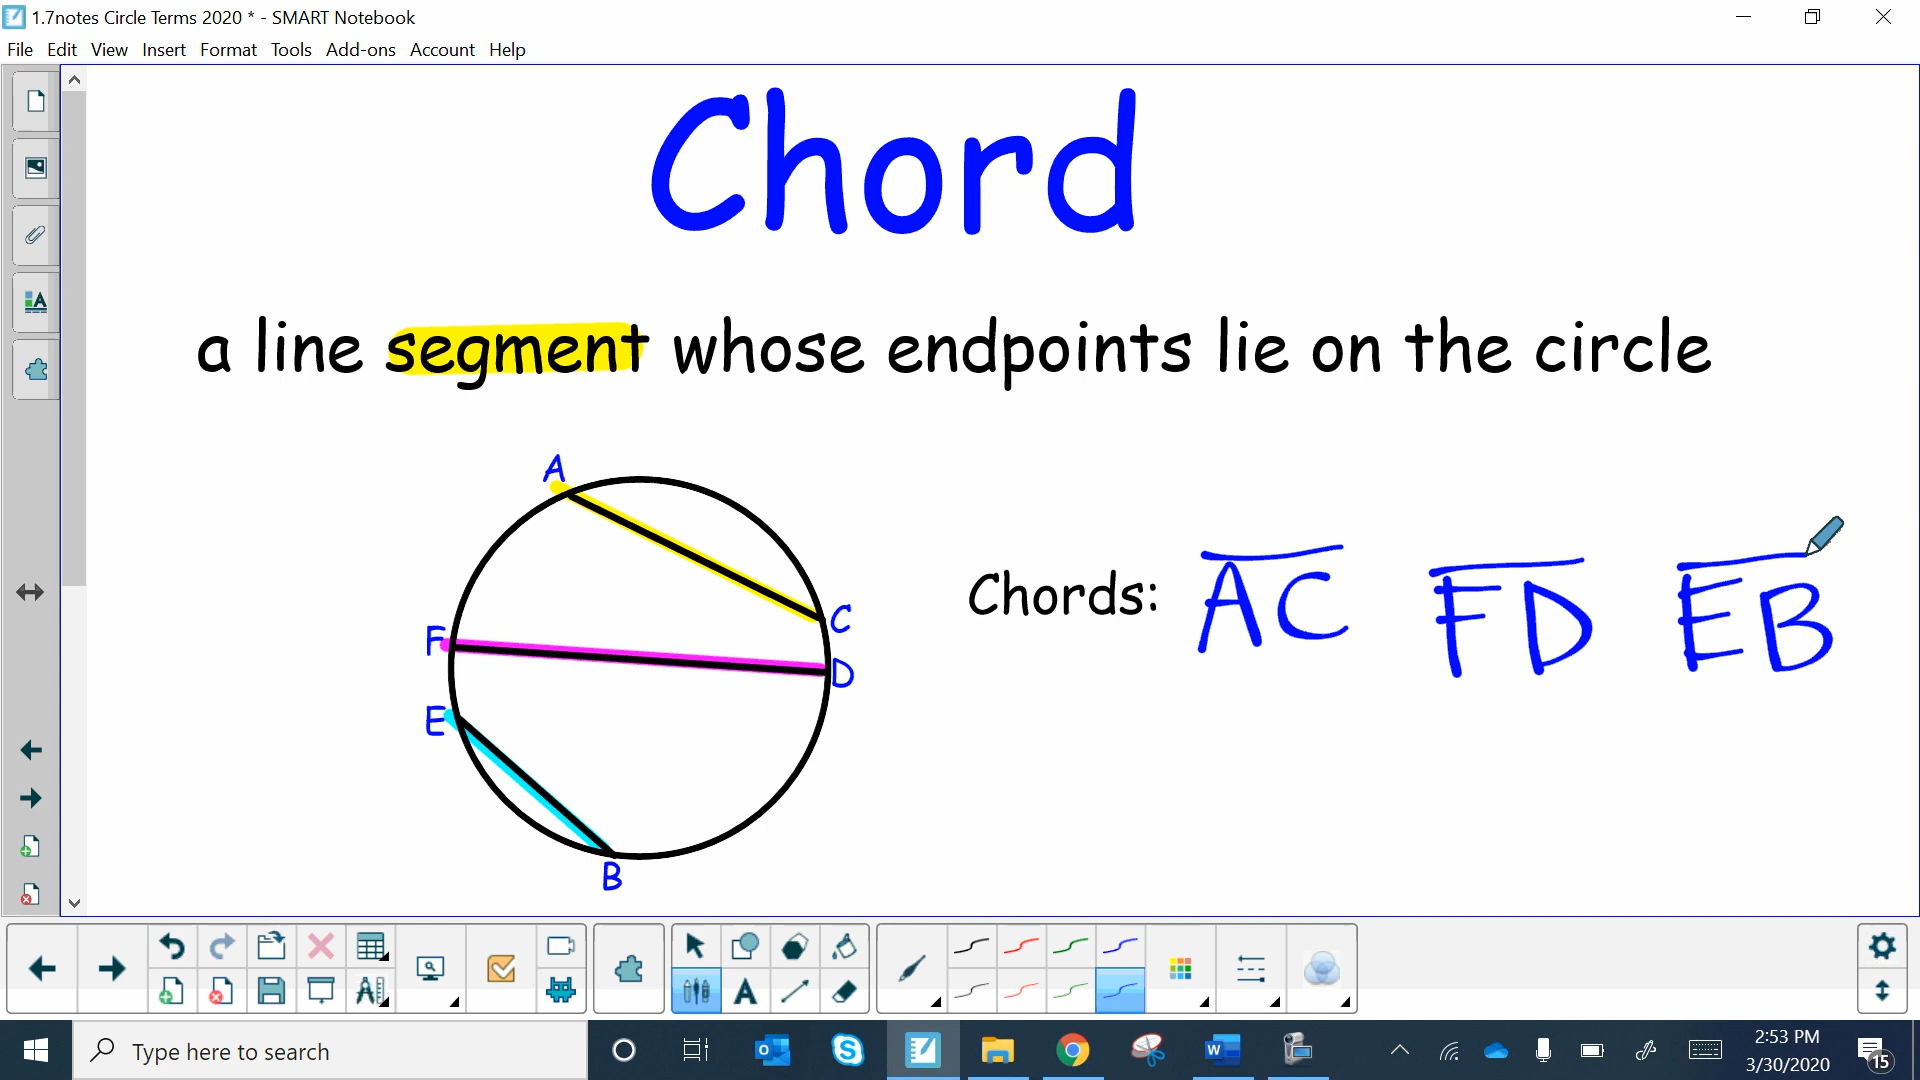 1.7notes Circle Terms 2020 * - SMART Notebook
File Edit View Insert Format Tools Add-ons Account Help
Chord
a line segment whose endpoints lie on the circle
A
C
F
D
E
B
Chords: AC FD EB
Type here to search
2:53 PM
3/30/2020
15